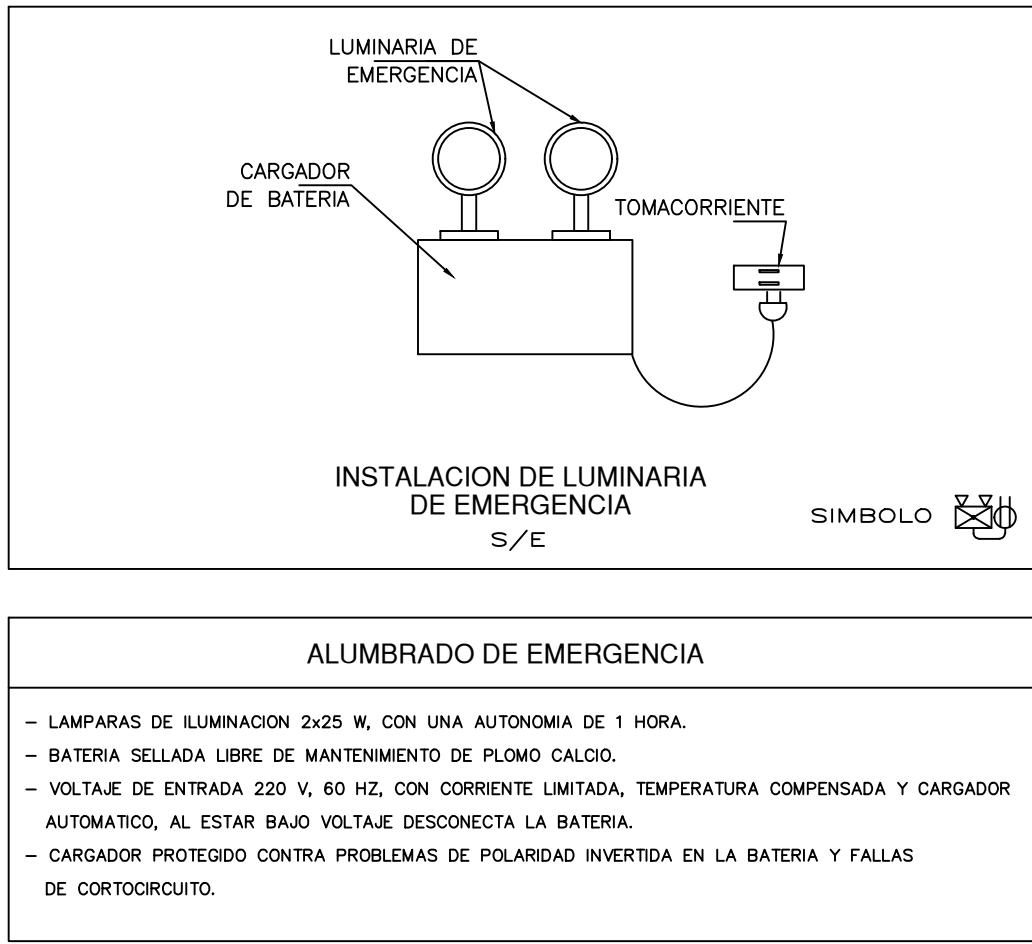 LUMINARIA DE
EMERGENCIA
CARGADOR
DE BATERIA
TOMACORRIENTE
INSTALACION DE LUMINARIA
DE EMERGENCIA
S/E
SIMBOLO
ALUMBRADO DE EMERGENCIA
– LAMPARAS DE ILUMINACION 2x25 W, CON UNA AUTONOMIA DE 1 HORA.
– BATERIA SELLADA LIBRE DE MANTENIMIENTO DE PLOMO CALCIO.
– VOLTAJE DE ENTRADA 220 V, 60 HZ, CON CORRIENTE LIMITADA, TEMPERATURA COMPENSADA Y CARGADOR
AUTOMATICO, AL ESTAR BAJO VOLTAJE DESCONECTA LA BATERIA.
– CARGADOR PROTEGIDO CONTRA PROBLEMAS DE POLARIDAD INVERTIDA EN LA BATERIA Y FALLAS
DE CORTOCIRCUITO.